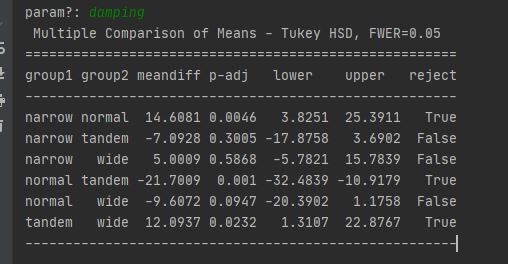 param?: damping
Multiple Comparison of Means - Tukey HSD, FWER=0.05
====================================================
group1 group2 meandiff p-adj lower upper reject
----------------------------------------------------
narrow normal 14.6081 0.0046 3.8251 25.3911 True
narrow tandem -7.0928 0.3005 -17.8758 3.6902 False
narrow wide 5.0009 0.5868 -5.7821 15.7839 False
normal tandem -21.7009 0.001 -32.4839 -10.9179 True
normal wide -9.6072 0.0947 -20.3902 1.1758 False
tandem wide 12.0937 0.0232 1.3107 22.8767 True
----------------------------------------------------